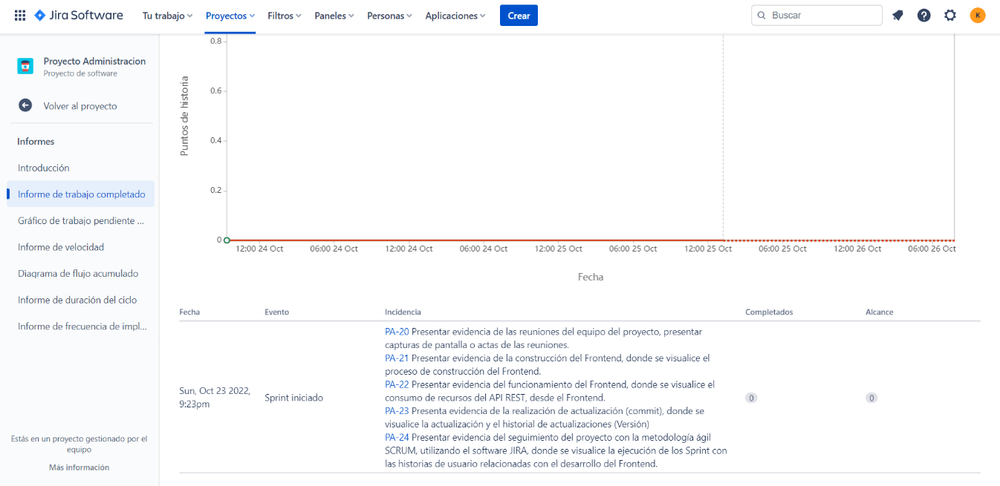 Jira Software Tu trabajo Proyectos Filtros Paneles Personas Aplicaciones Crear Buscar K
Proyecto Administracion
Proyecto de software
Volver al proyecto
Informes
Introducción
Informe de trabajo completado
Gráfico de trabajo pendiente ...
Informe de velocidad
Diagrama de flujo acumulado
Informe de duración del ciclo
Informe de frecuencia de impl...
Estás en un proyecto gestionado por el
equipo
Más información
Puntos de historia
0.8
0.6
0.4
0.2
0
12:00 24 Oct 06:00 24 Oct 12:00 24 Oct 06:00 24 Oct 12:00 25 Oct 06:00 25 Oct 12:00 25 Oct 06:00 25 Oct 12:00 26 Oct 06:00 26 Oct
Fecha
Fecha Evento Incidencia Completados Alcance
Sun, Oct 23 2022,
9:23pm
Sprint iniciado
PA-20 Presentar evidencia de las reuniones del equipo del proyecto, presentar
capturas de pantalla o actas de las reuniones.
PA-21 Presentar evidencia de la construcción del Frontend, donde se visualice el
proceso de construcción del Frontend.
PA-22 Presentar evidencia del funcionamiento del Frontend, donde se visualice el
consumo de recursos del API REST, desde el Frontend.
PA-23 Presenta evidencia de la realización de actualización (commit), donde se
visualice la actualización y el historial de actualizaciones (Versión)
PA-24 Presentar evidencia del seguimiento del proyecto con la metodología ágil
SCRUM, utilizando el software JIRA, donde se visualice la ejecución de los Sprint con
las historias de usuario relacionadas con el desarrollo del Frontend.
0
0